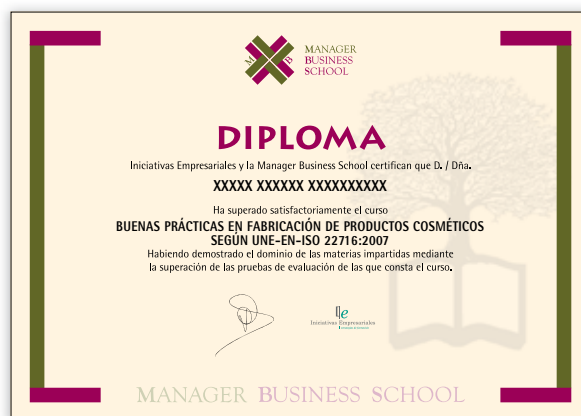 M B
MANAGER
BUSINESS
SCHOOL
DIPLOMA
Iniciativas Empresariales y la Manager Business School certifican que D. / Dña.
XXXXX XXXXXX XXXXXXXXXX
Ha superado satisfactoriamente el curso
BUENAS PRÁCTICAS EN FABRICACIÓN DE PRODUCTOS COSMÉTICOS
SEGÚN UNE-EN-ISO 22716:2007
Habiendo demostrado el dominio de las materias impartidas mediante
la superación de las pruebas de evaluación de las que consta el curso.
Iniciativas Empresariales
MANAGER BUSINESS SCHOOL